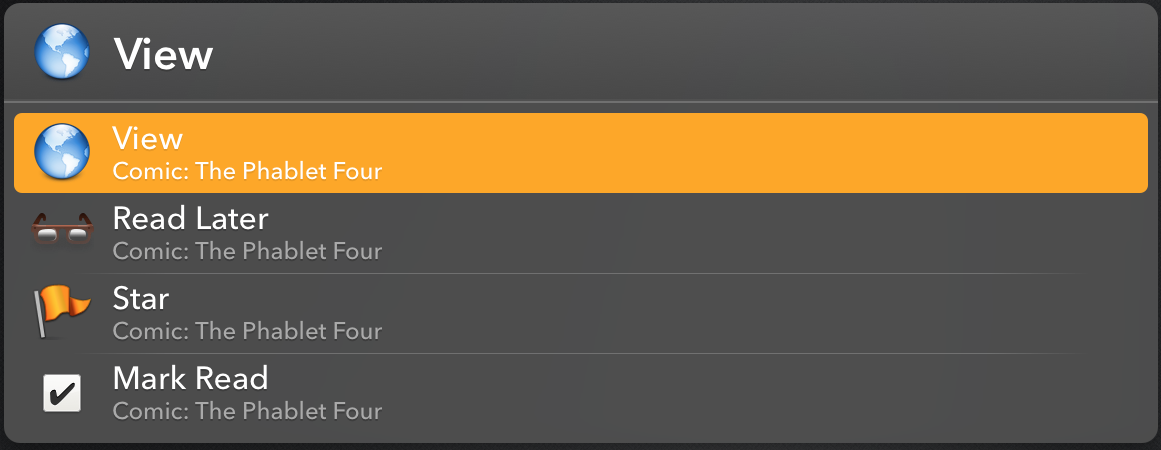 View
View
Comic: The Phablet Four
Read Later
Comic: The Phablet Four
Star
Comic: The Phablet Four
Mark Read
Comic: The Phablet Four